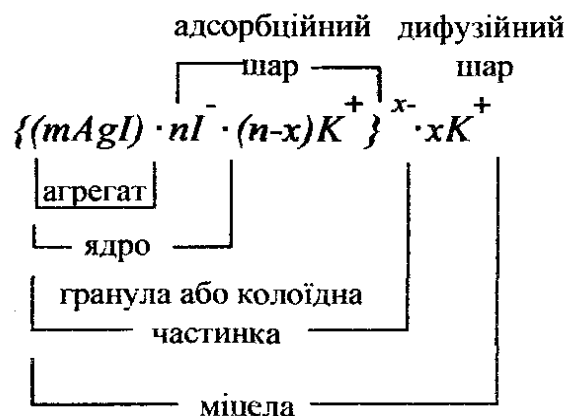 адсорбційний дифузійний
шар шар
{(mAgI) · nI⁻ · (n-x)K⁺}ˣ⁻ · xK⁺
агрегат
ядро
гранула або колоїдна
частинка
міцела